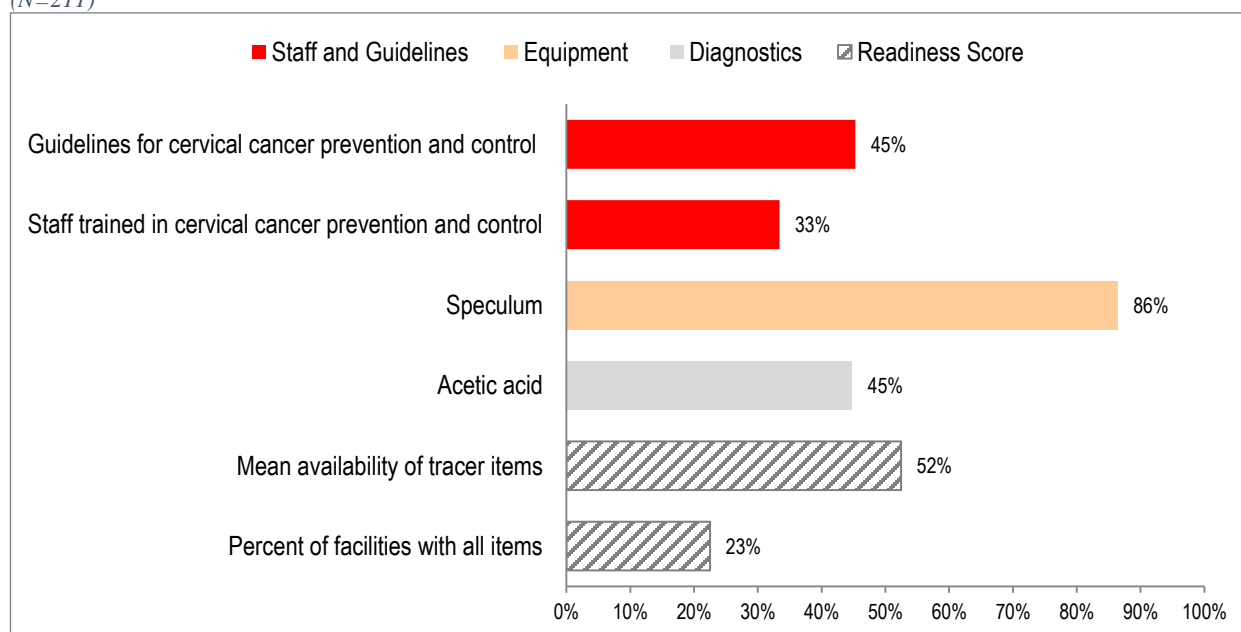 (N=211)
Staff and Guidelines Equipment Diagnostics Readiness Score
Guidelines for cervical cancer prevention and control 45%
Staff trained in cervical cancer prevention and control 33%
Speculum 86%
Acetic acid 45%
Mean availability of tracer items 52%
Percent of facilities with all items 23%
0% 10% 20% 30% 40% 50% 60% 70% 80% 90% 100%